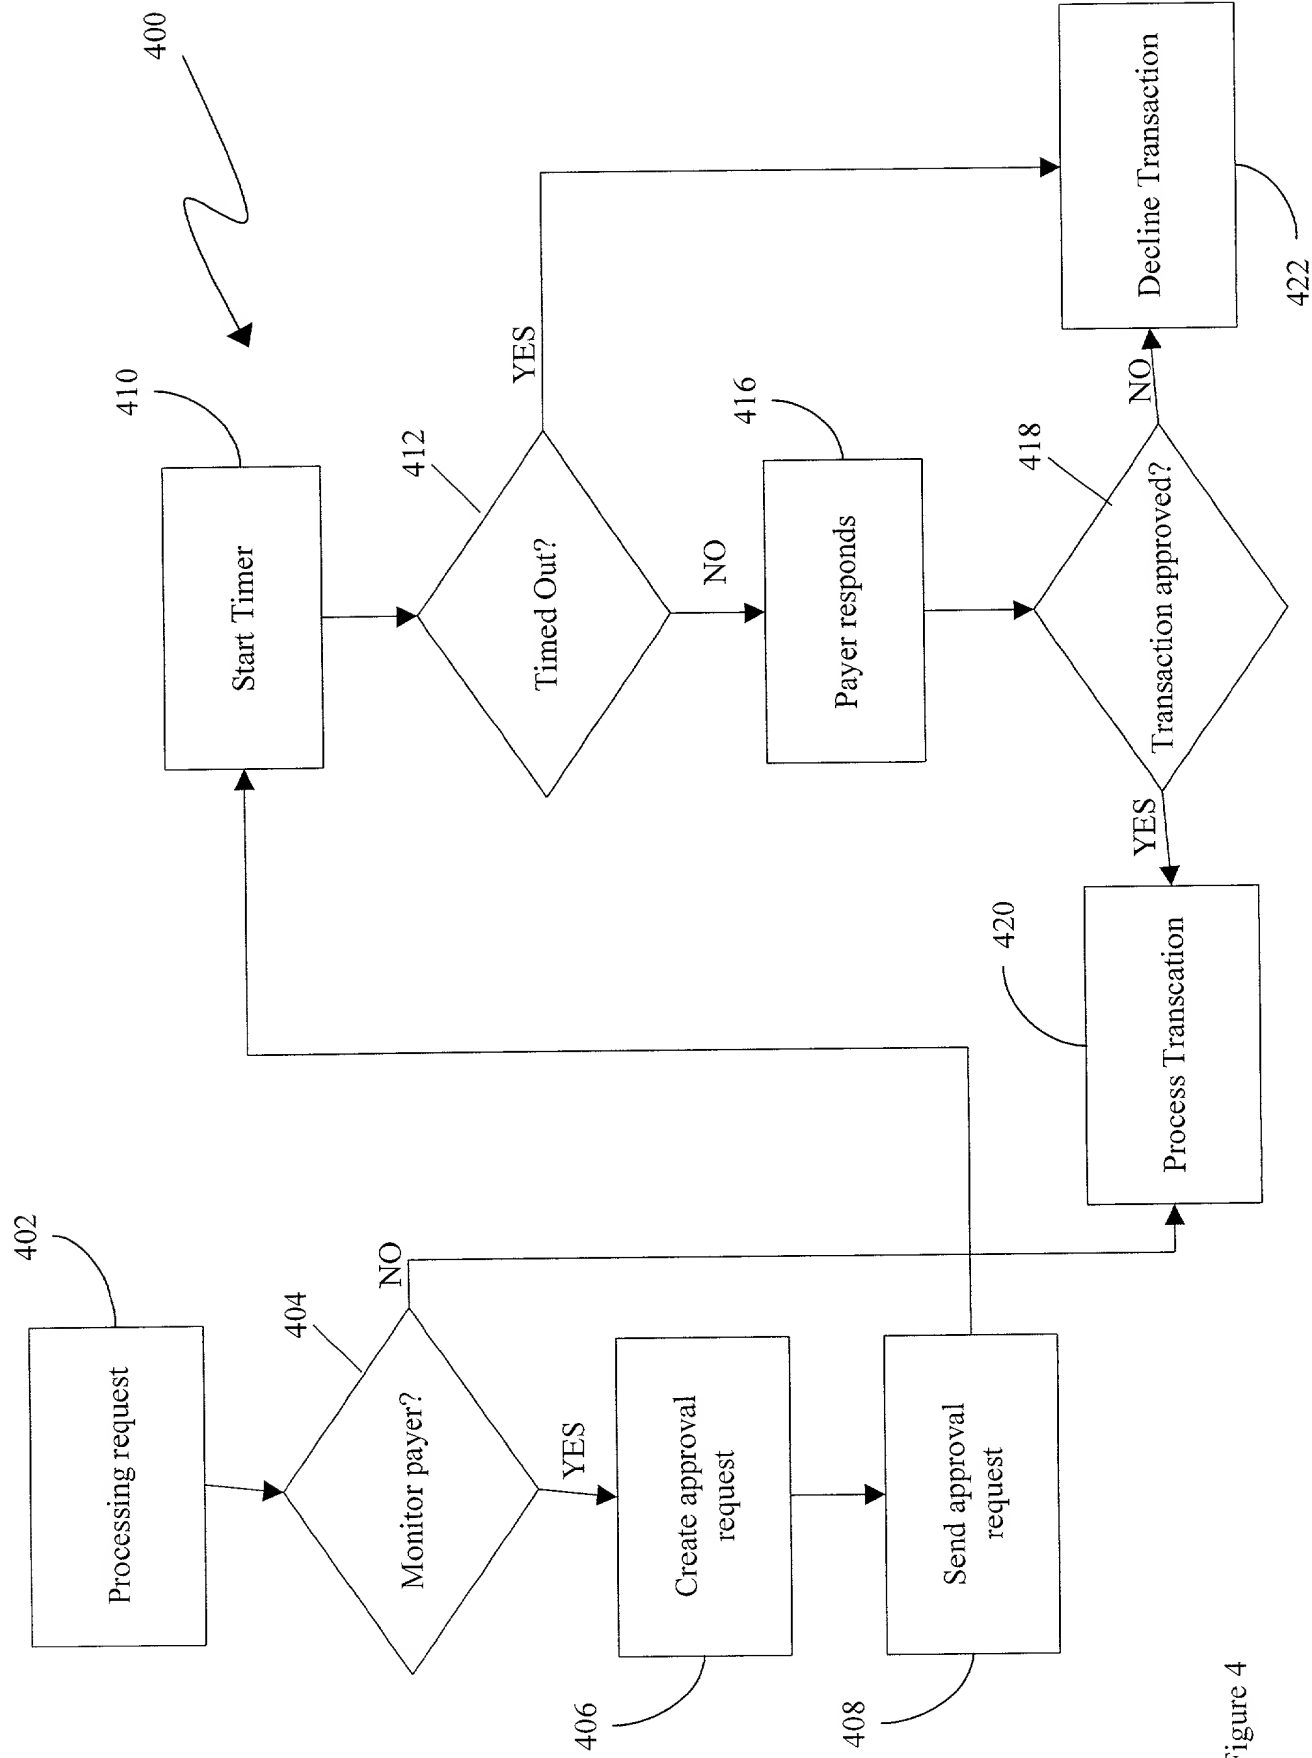 400
402
Processing request
404
Monitor payer?
NO
YES
406
Create approval
request
408
Send approval
request
410
Start Timer
412
Timed Out?
YES
NO
416
Payer responds
418
Transaction approved?
YES
NO
420
Process Transcation
422
Decline Transaction
igure 4